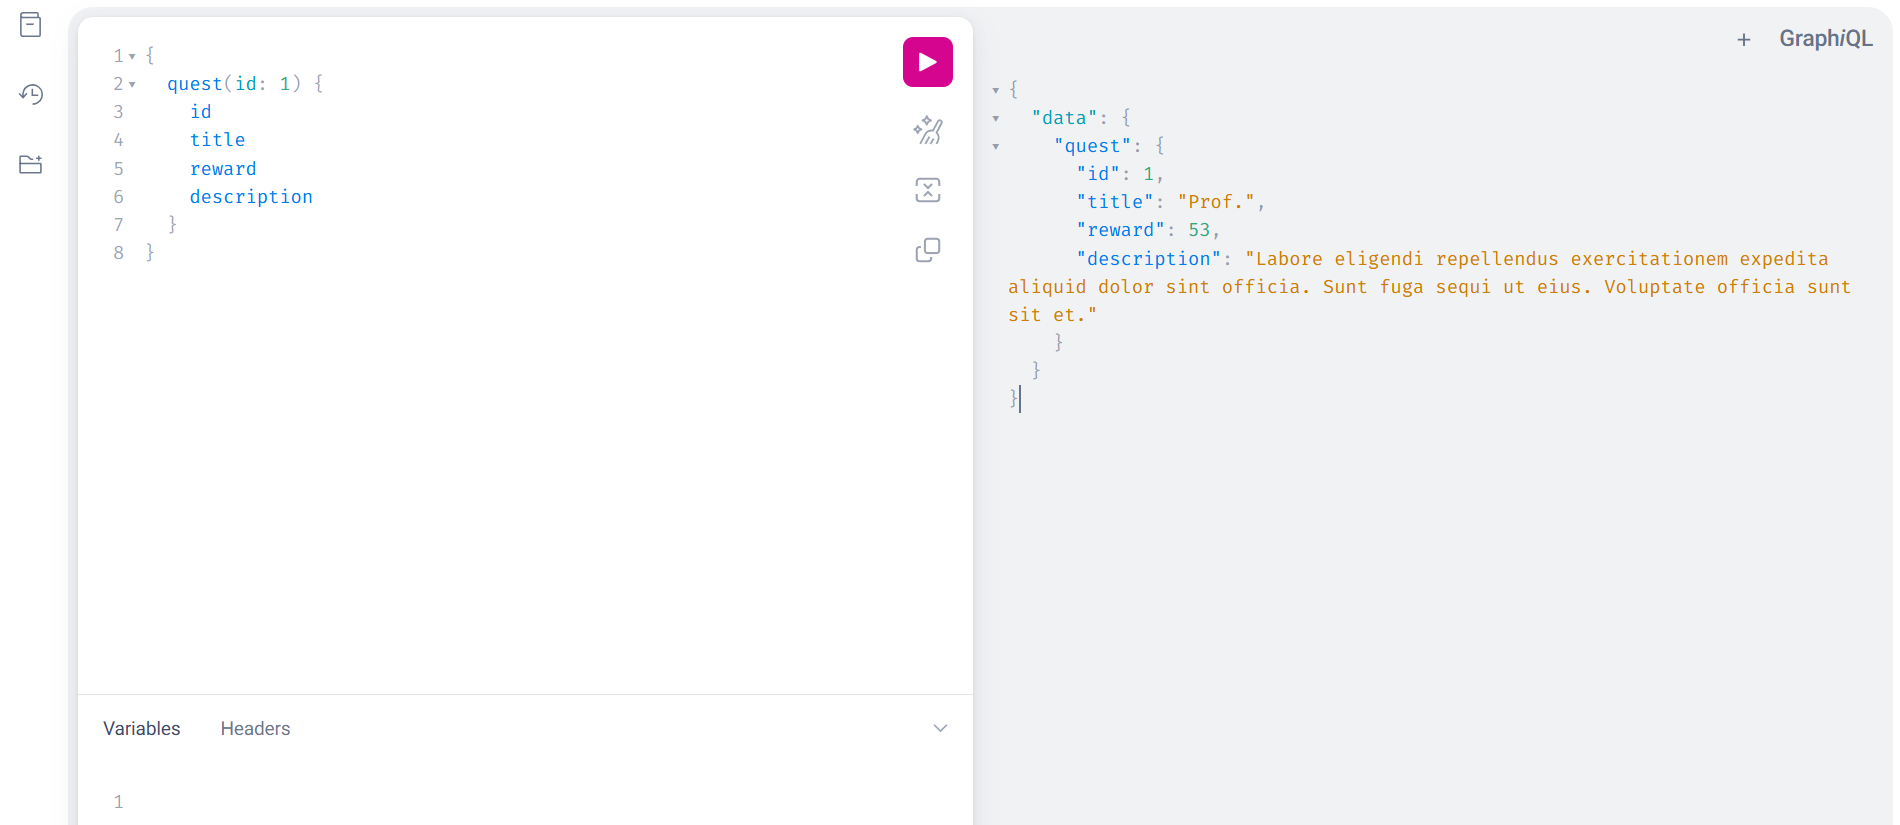 1 {
2 quest(id: 1) {
3 id
4 title
5 reward
6 description
7 }
8 }
Variables Headers
1
+ GraphiQL
{
"data": {
"quest": {
"id": 1,
"title": "Prof.",
"reward": 53,
"description": "Labore eligendi repellendus exercitationem expedita
aliquid dolor sint officia. Sunt fuga sequi ut eius. Voluptate officia sunt
sit et."
}
}
}